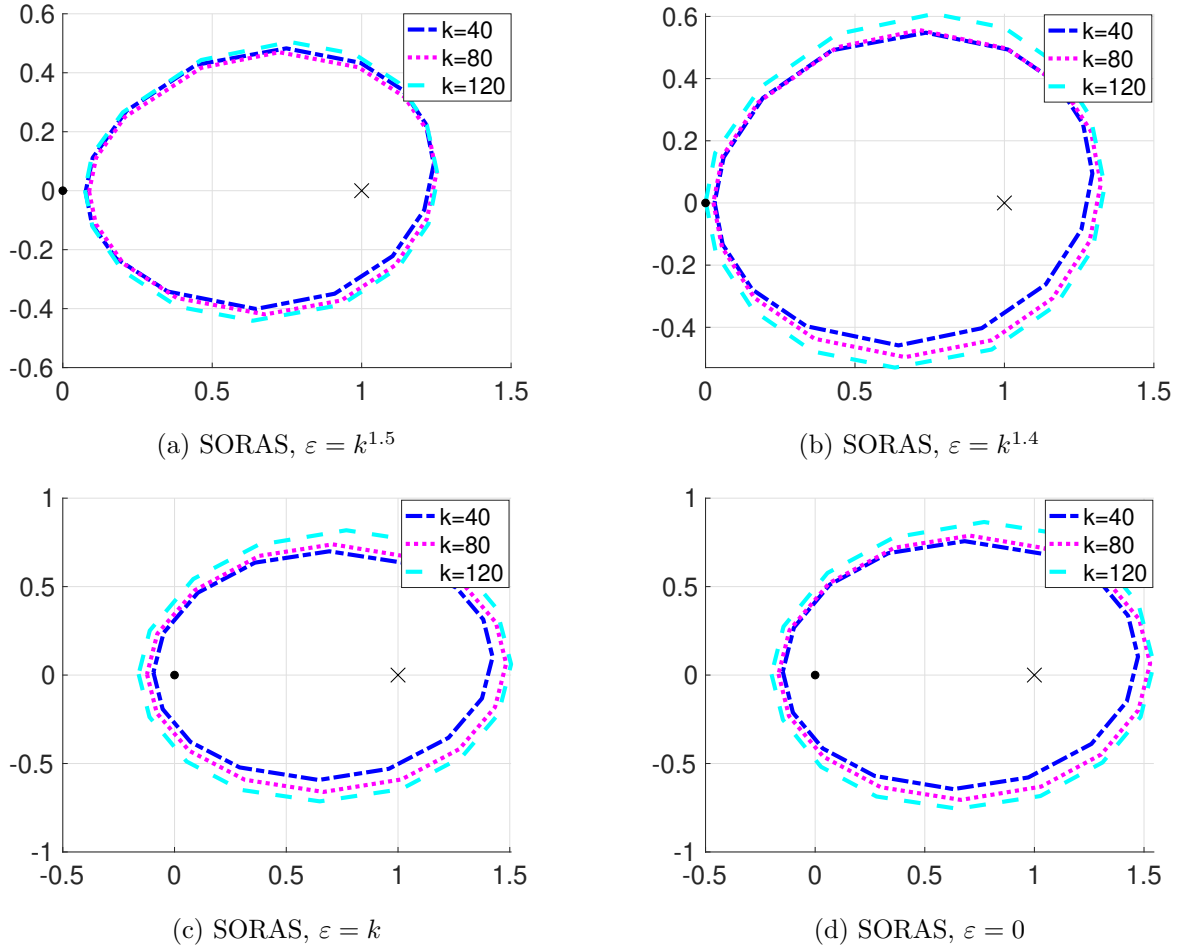 0.6
0.4
0.2
0
-0.2
-0.4
-0.6
0 0.5 1 1.5
k=40
k=80
k=120
(a) SORAS, ε = k^{1.5}
0.6
0.4
0.2
0
-0.2
-0.4
0 0.5 1 1.5
k=40
k=80
k=120
(b) SORAS, ε = k^{1.4}
1
0.5
0
-0.5
-1
-0.5 0 0.5 1 1.5
k=40
k=80
k=120
(c) SORAS, ε = k
1
0.5
0
-0.5
-1
-0.5 0 0.5 1 1.5
k=40
k=80
k=120
(d) SORAS, ε = 0